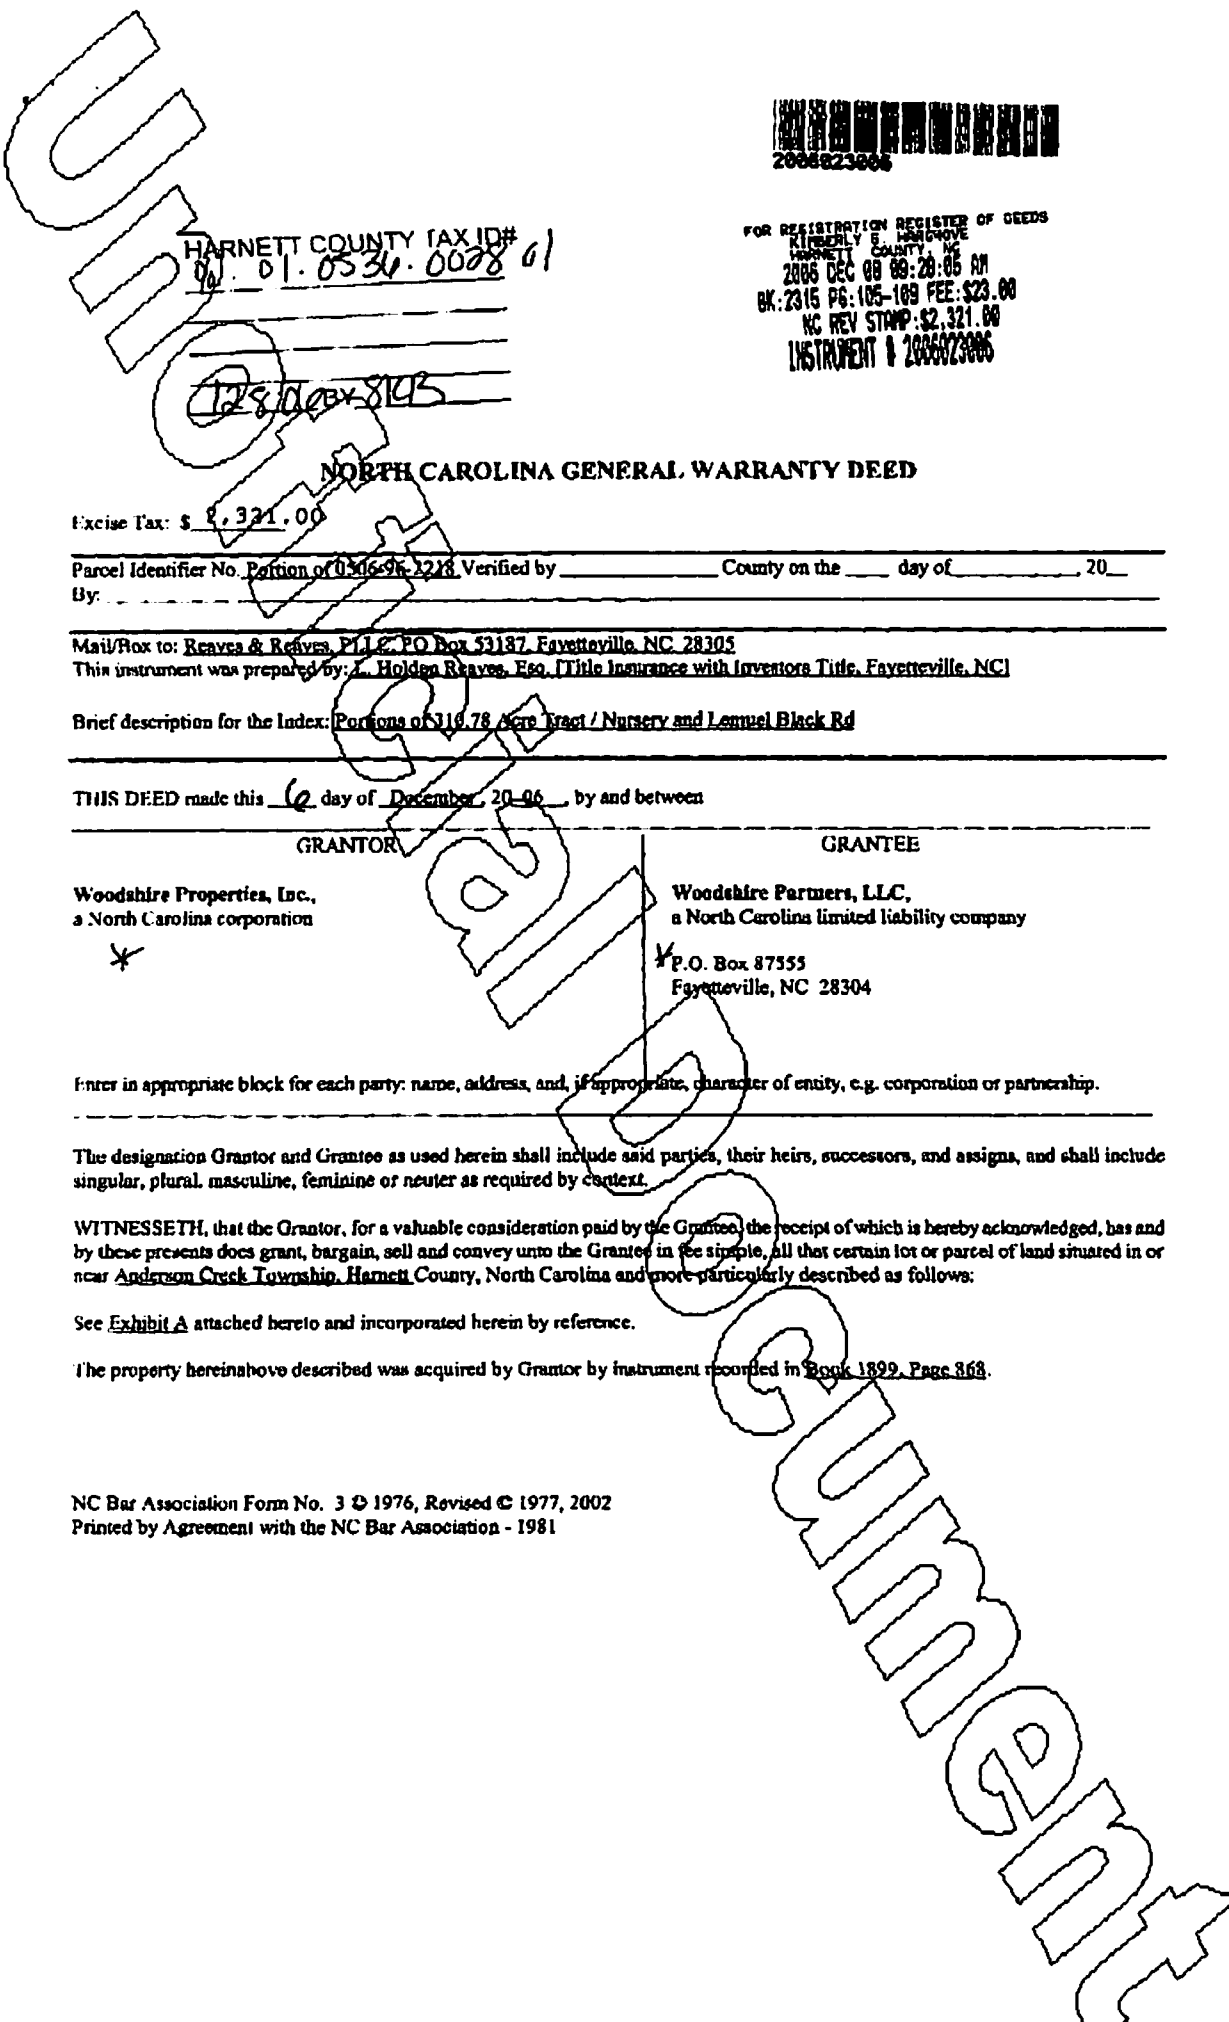 2006023006
FOR REGISTRATION REGISTER OF DEEDS
KIMBERLY S. HARGROVE
HARNETT COUNTY, NC
2006 DEC 08 09:20:05 AM
BK:2315 PG:105-109 FEE:$23.00
NC REV STAMP:$2,321.00
INSTRUMENT # 2006023006
HARNETT COUNTY TAX ID#
01.0534.0028 01
BY
NORTH CAROLINA GENERAL WARRANTY DEED
Excise Tax: $ 2,321.00
Parcel Identifier No. Portion of 0506-96-2218 Verified by ____________ County on the ____ day of __________, 20__
By:
Mail/Box to: Reaves & Reaves, PLLC, PO Box 53187, Fayetteville, NC 28305
This instrument was prepared by: L. Holden Reaves, Esq. [Title Insurance with Investors Title, Fayetteville, NC]
Brief description for the Index: Portions of 310.78 Acre Tract / Nursery and Lemuel Black Rd
THIS DEED made this 6 day of December, 20 06 , by and between
GRANTOR GRANTEE
Woodshire Properties, Inc.,
a North Carolina corporation
Woodshire Partners, LLC,
a North Carolina limited liability company
P.O. Box 87555
Fayetteville, NC 28304
Enter in appropriate block for each party: name, address, and, if appropriate, character of entity, e.g. corporation or partnership.
The designation Grantor and Grantee as used herein shall include said parties, their heirs, successors, and assigns, and shall include
singular, plural, masculine, feminine or neuter as required by context.
WITNESSETH, that the Grantor, for a valuable consideration paid by the Grantee, the receipt of which is hereby acknowledged, has and
by these presents does grant, bargain, sell and convey unto the Grantee in fee simple, all that certain lot or parcel of land situated in or
near Anderson Creek Township, Harnett County, North Carolina and more particularly described as follows:
See Exhibit A attached hereto and incorporated herein by reference.
The property hereinabove described was acquired by Grantor by instrument recorded in Book 1899, Page 868.
NC Bar Association Form No. 3 © 1976, Revised © 1977, 2002
Printed by Agreement with the NC Bar Association - 1981
Unofficial Document